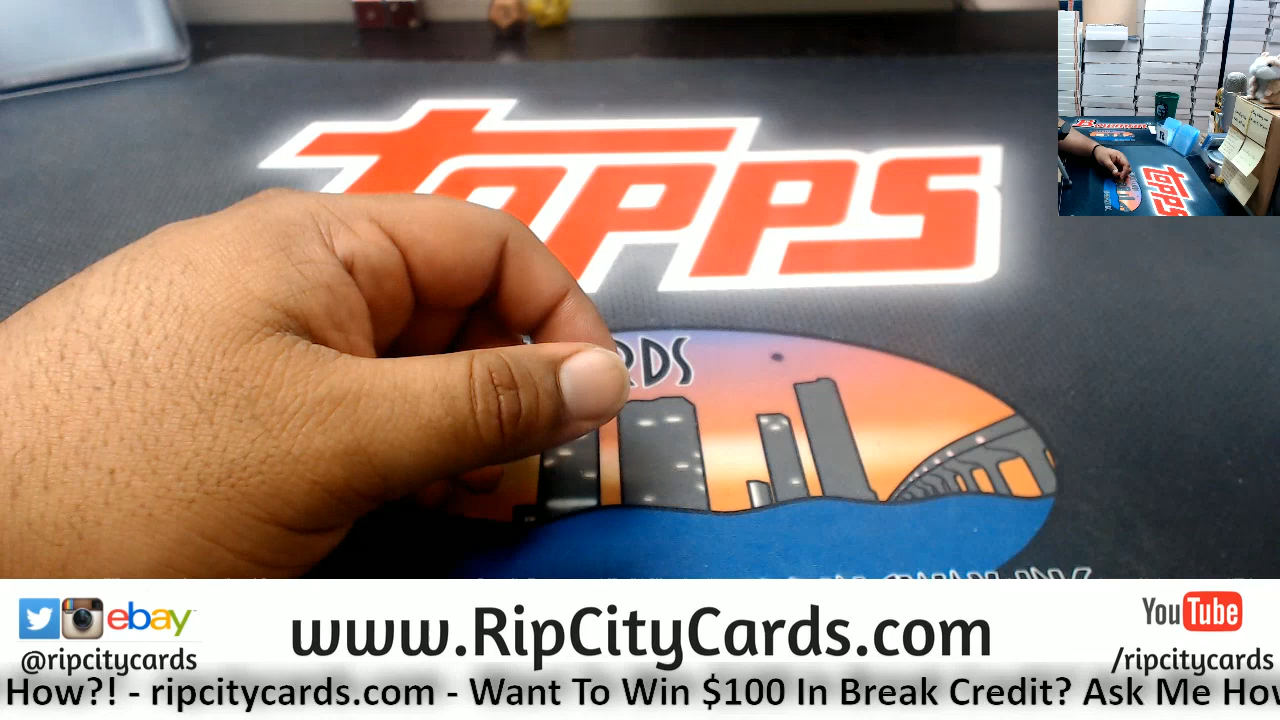 TOPPS
RDS
www.RipCityCards.com
ebay
YouTube
@ripcitycards
/ripcitycards
How?! - ripcitycards.com - Want To Win $100 In Break Credit? Ask Me How